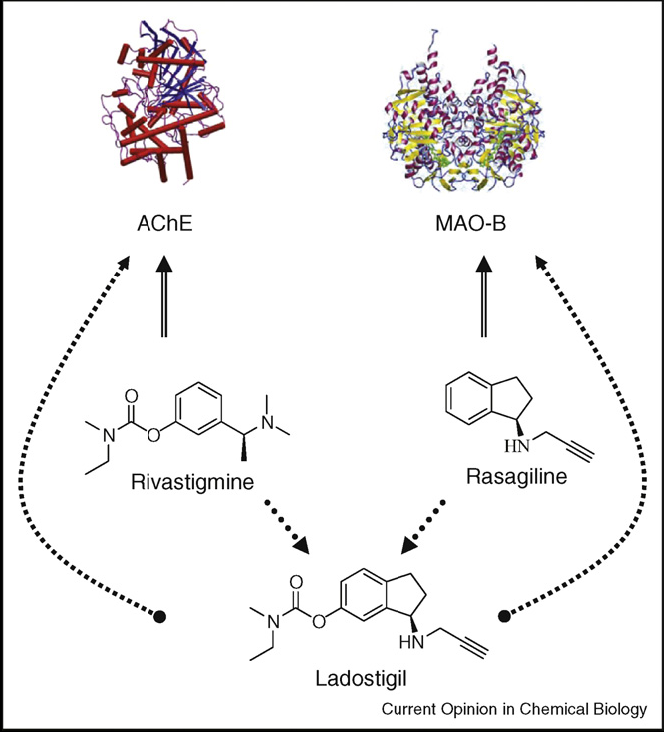 AChE
MAO-B
O
N
O
N
Rivastigmine
HN
Rasagiline
O
N
O
HN
Ladostigil
Current Opinion in Chemical Biology